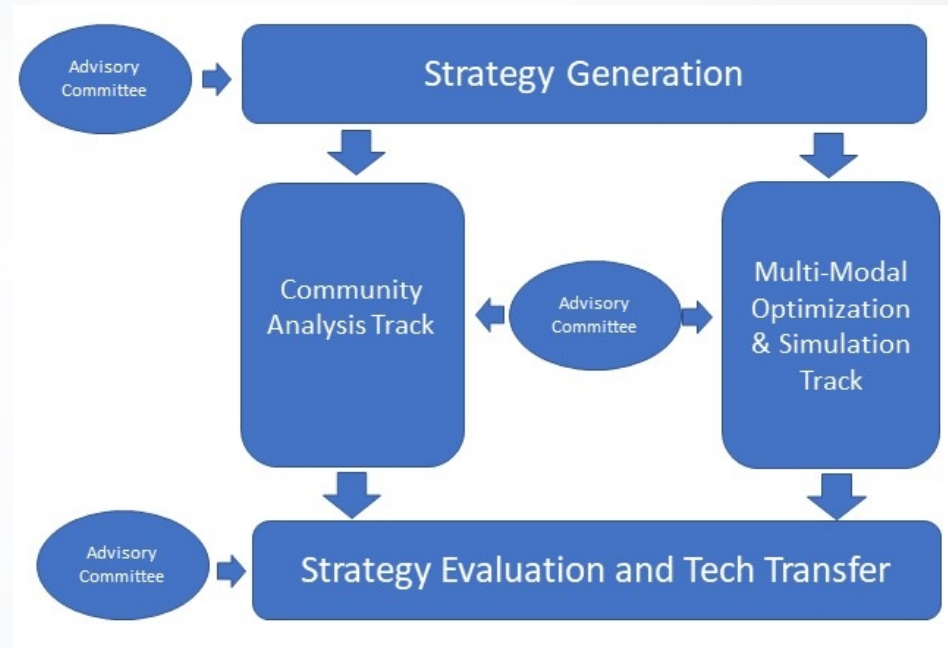 Advisory
Committee
Strategy Generation
Community
Analysis Track
Advisory
Committee
Multi-Modal
Optimization
& Simulation
Track
Advisory
Committee
Strategy Evaluation and Tech Transfer